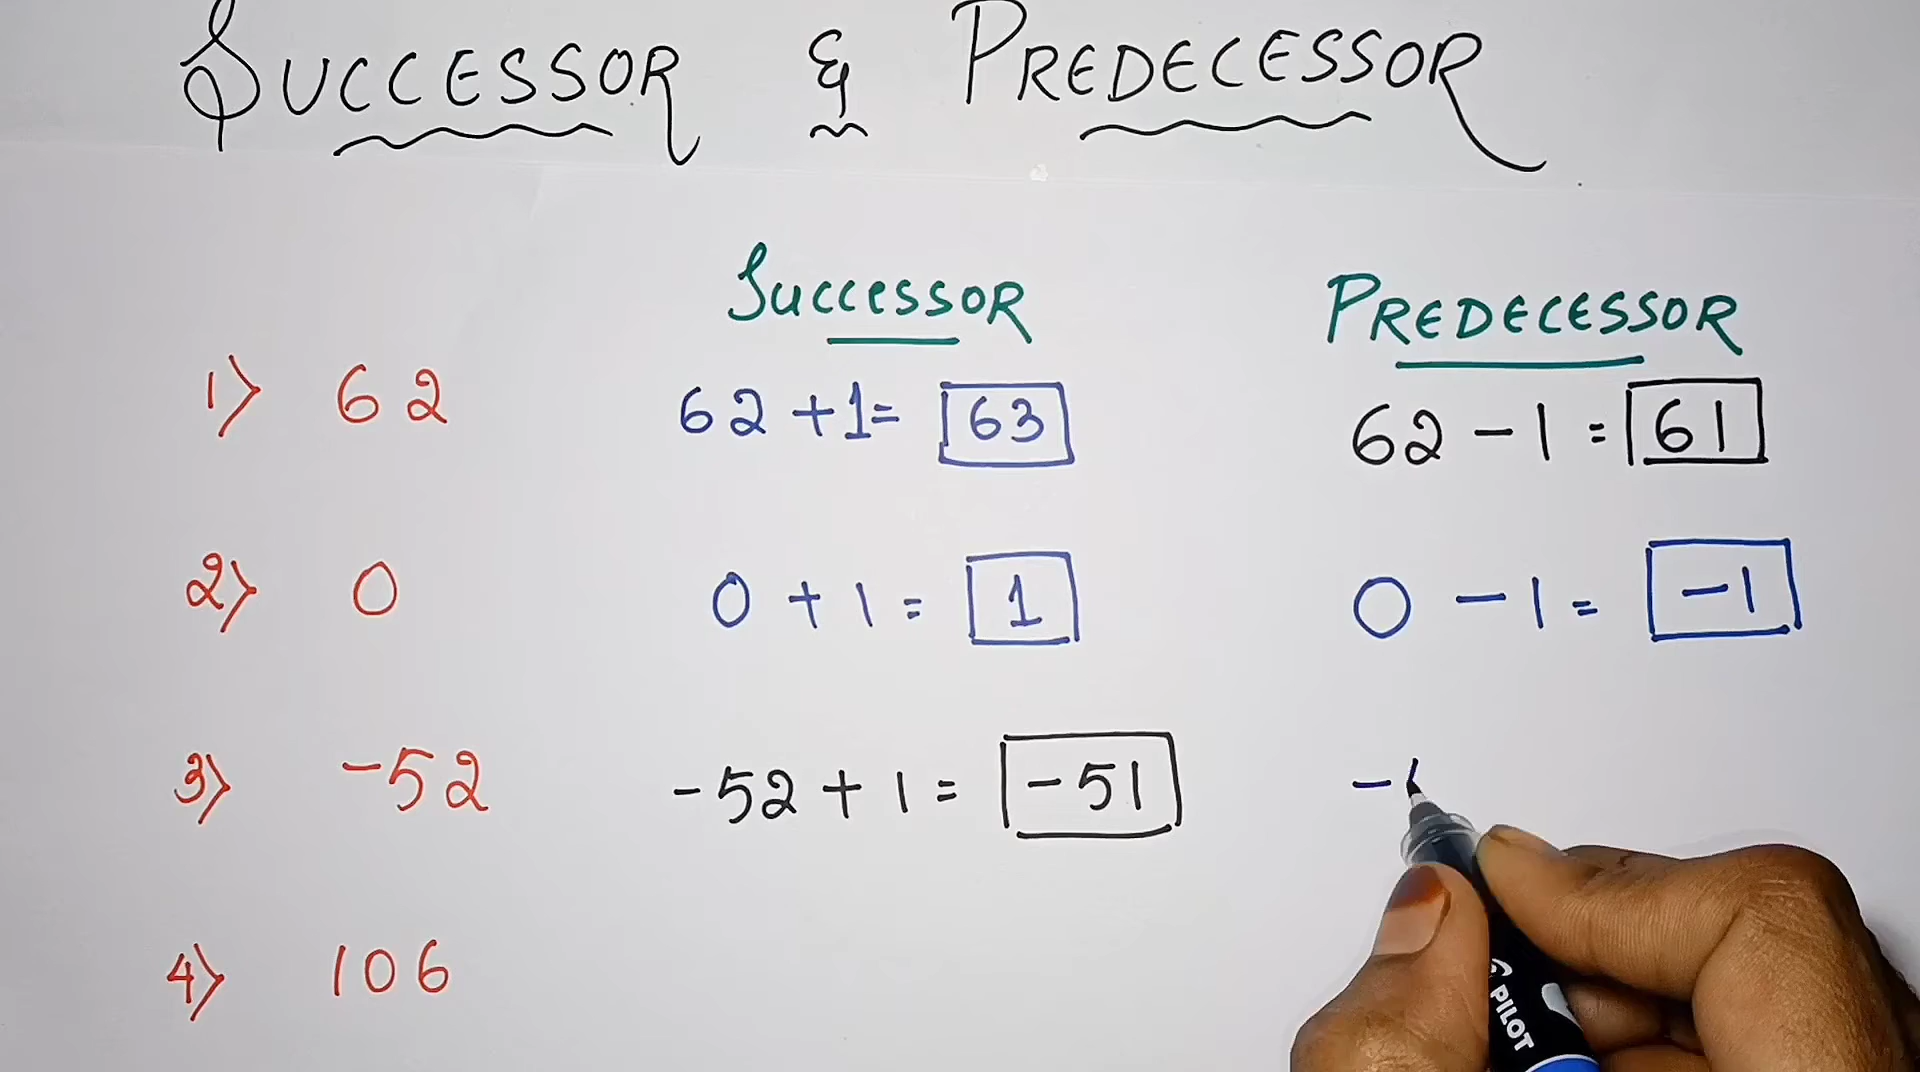 SUCCESSOR & PREDECESSOR
SUCCESSOR PREDECESSOR
1) 62 62 + 1 = 63 62 - 1 = 61
2) 0 0 + 1 = 1 0 - 1 = -1
3) -52 -52 + 1 = -51 -
4) 106
PILOT